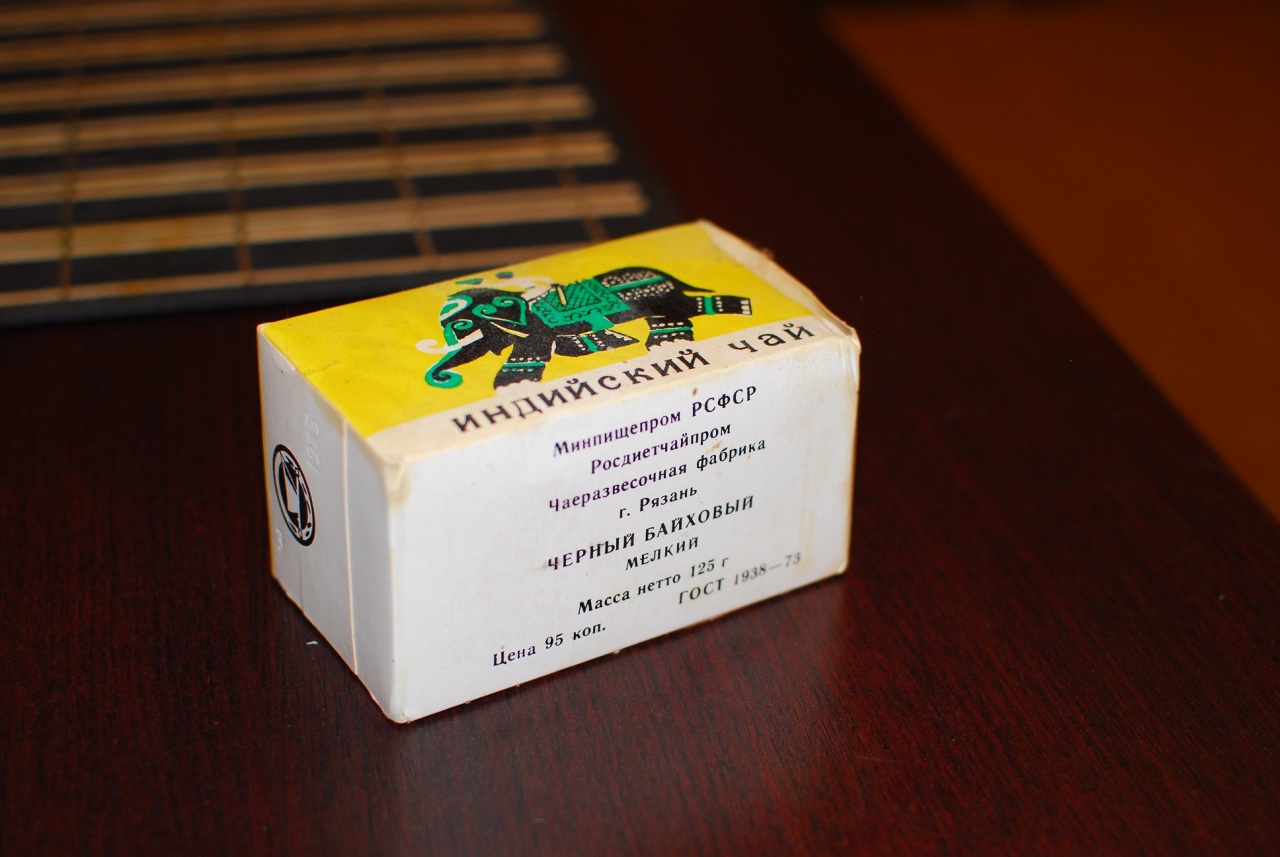 ИНДИЙСКИЙ ЧАЙ
Минпищепром РСФСР
Росдиетчайпром
Чаеразвесочная фабрика
г. Рязань
ЧЕРНЫЙ БАЙХОВЫЙ
МЕЛКИЙ
Масса нетто 125 г
ГОСТ 1938—73
Цена 95 коп.